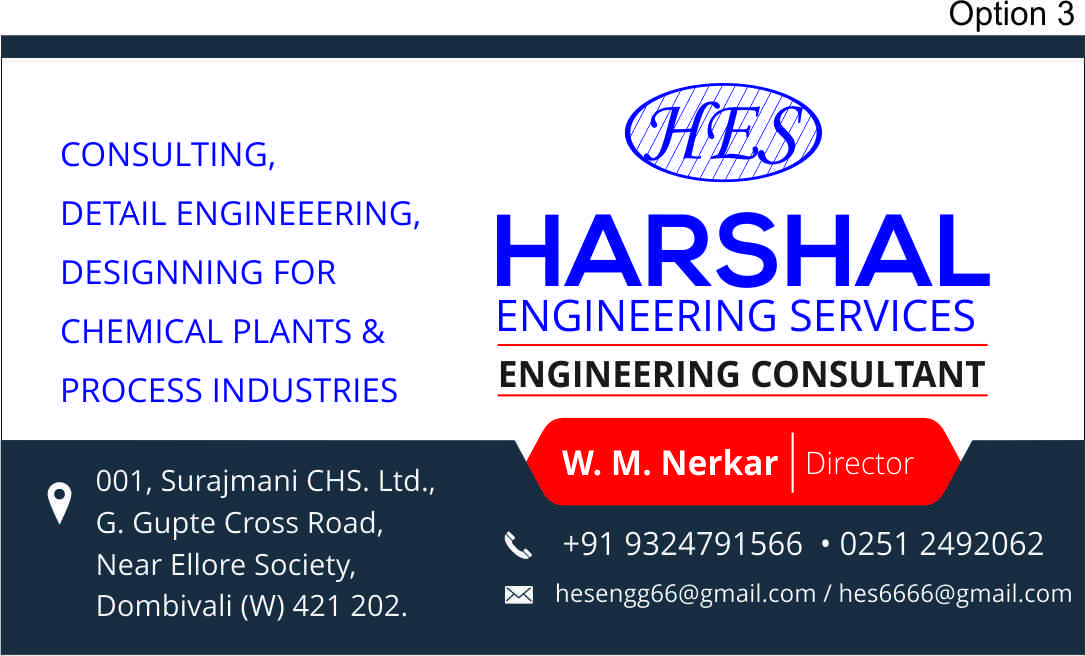 Option 3
CONSULTING,
DETAIL ENGINEEERING,
DESIGNNING FOR
CHEMICAL PLANTS &
PROCESS INDUSTRIES
HES
HARSHAL
ENGINEERING SERVICES
ENGINEERING CONSULTANT
W. M. Nerkar | Director
001, Surajmani CHS. Ltd.,
G. Gupte Cross Road,
Near Ellore Society,
Dombivali (W) 421 202.
+91 9324791566 • 0251 2492062
hesengg66@gmail.com / hes6666@gmail.com